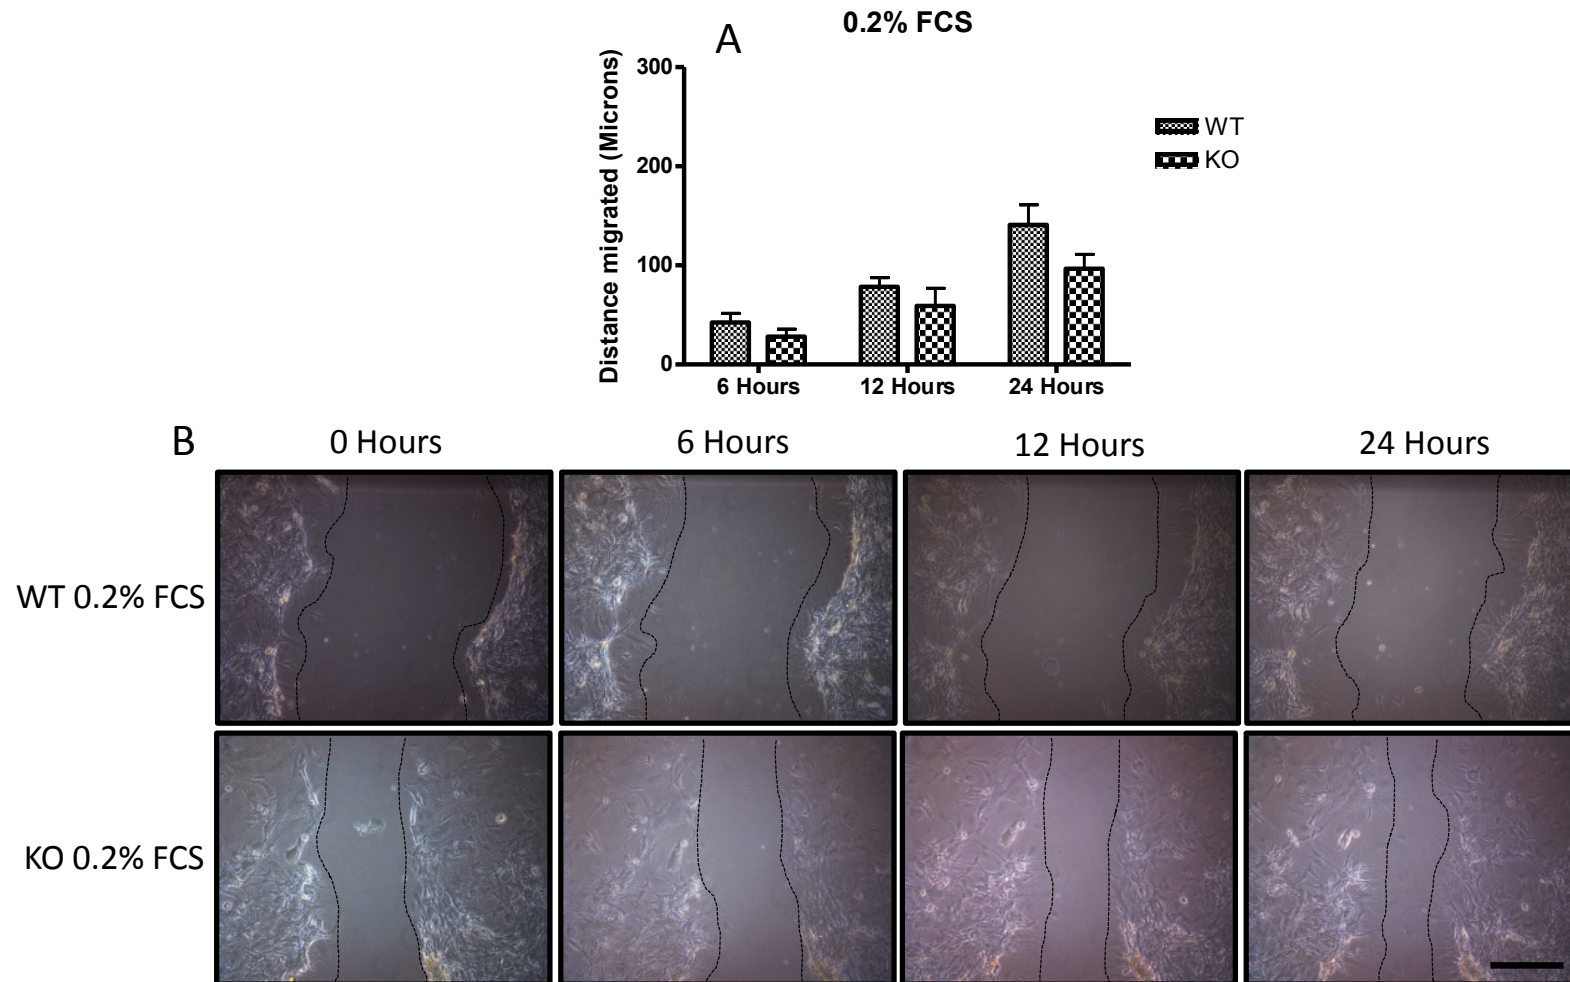 A
0.2% FCS
Distance migrated (Microns)
300
200
100
0
6 Hours
12 Hours
24 Hours
WT
KO
B
0 Hours
6 Hours
12 Hours
24 Hours
WT 0.2% FCS
KO 0.2% FCS